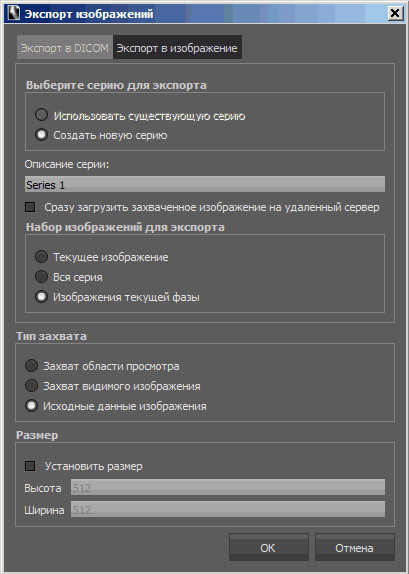 Экспорт изображений
Экспорт в DICOM Экспорт в изображение
Выберите серию для экспорта
Использовать существующую серию
Создать новую серию
Описание серии:
Series 1
Сразу загрузить захваченное изображение на удаленный сервер
Набор изображений для экспорта
Текущее изображение
Вся серия
Изображения текущей фазы
Тип захвата
Захват области просмотра
Захват видимого изображения
Исходные данные изображения
Размер
Установить размер
Высота 512
Ширина 512
OK Отмена